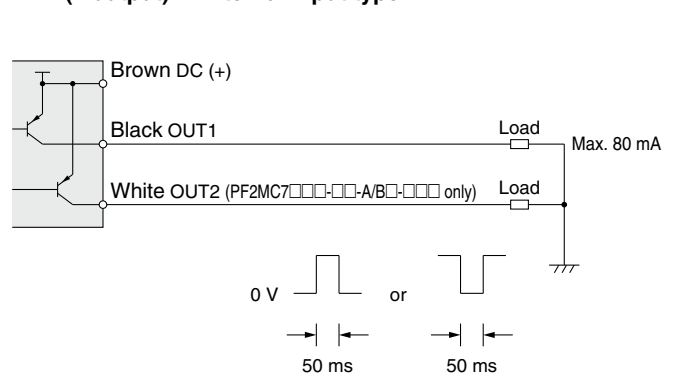 Brown DC (+)
Black OUT1
Load
Max. 80 mA
White OUT2 (PF2MC7□□□-□□-A/B□-□□□ only)
Load
0 V
or
50 ms
50 ms